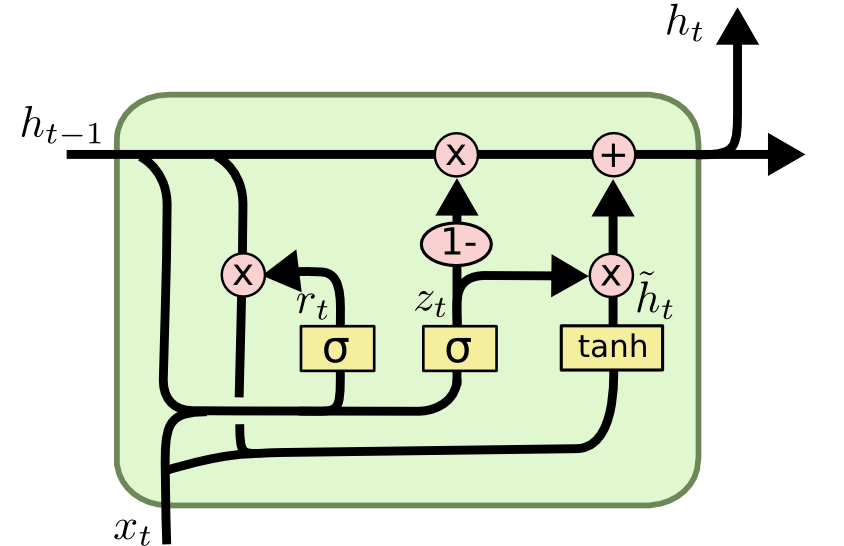 h_t
h_{t−1}
x
+
1-
x
r_t
z_t
x
h̃_t
σ
σ
tanh
x_t